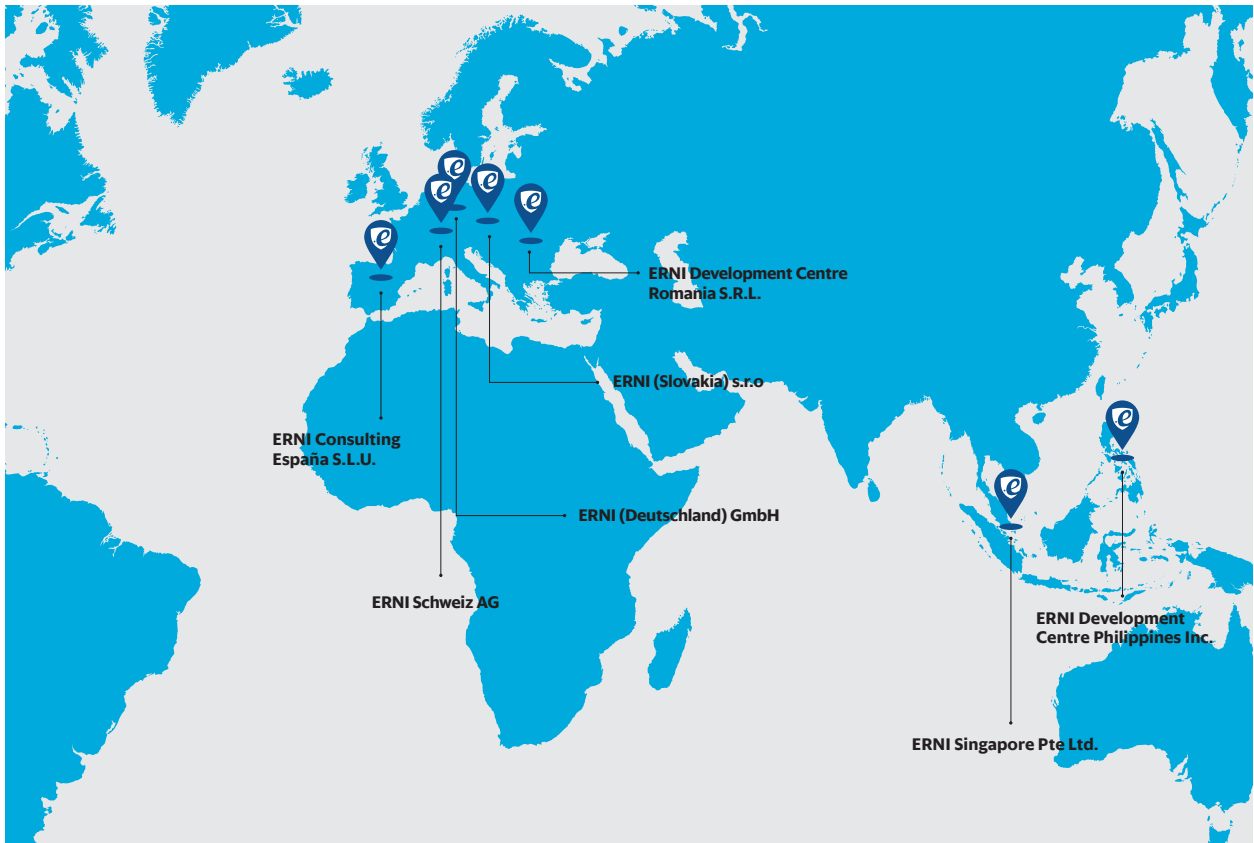 ERNI Development Centre
Romania S.R.L.
ERNI (Slovakia) s.r.o
ERNI Consulting
España S.L.U.
ERNI (Deutschland) GmbH
ERNI Schweiz AG
ERNI Development
Centre Philippines Inc.
ERNI Singapore Pte Ltd.
e
e
e
e
e
e
e